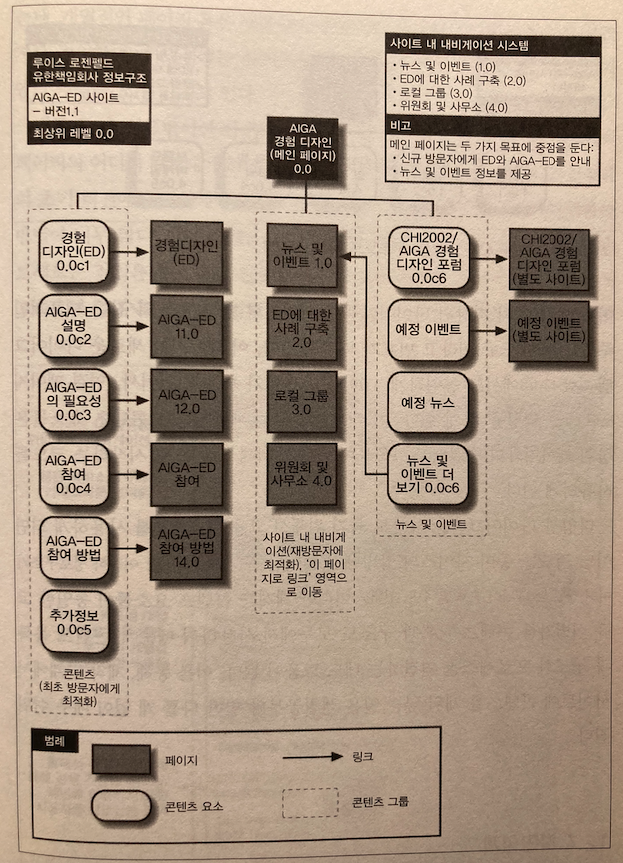 루이스 로젠펠드
유한책임회사 정보구조
AIGA-ED 사이트
- 버전1.1
최상위 레벨 0.0
사이트 내 내비게이션 시스템
· 뉴스 및 이벤트 (1.0)
· ED에 대한 사례 구축 (2.0)
· 로컬 그룹 (3.0)
· 위원회 및 사무소 (4.0)
비고
메인 페이지는 두 가지 목표에 중점을 둔다:
· 신규 방문자에게 ED와 AIGA-ED를 안내
· 뉴스 및 이벤트 정보를 제공
AIGA
경험 디자인
(메인 페이지)
0.0
경험
디자인(ED)
0.0c1
AIGA-ED
설명
0.0c2
AIGA-ED
의 필요성
0.0c3
AIGA-ED
참여
0.0c4
AIGA-ED
참여 방법
추가정보
0.0c5
콘텐츠
(최초 방문자에게
최적화)
경험디자인
(ED)
AIGA-ED
11.0
AIGA-ED
12.0
AIGA-ED
참여
AIGA-ED
참여 방법
14.0
뉴스 및
이벤트 1.0
ED에 대한
사례 구축
2.0
로컬 그룹
3.0
위원회 및
사무소 4.0
사이트 내 내비게
이션(재방문자에
최적화), '이 페이
지로 링크' 영역으
로 이동
CHI2002/
AIGA 경험
디자인 포럼
0.0c6
예정 이벤트
예정 뉴스
뉴스 및
이벤트 더
보기 0.0c6
뉴스 및 이벤트
CHI2002/
AIGA 경험
디자인 포럼
(별도 사이트)
예정 이벤트
(별도 사이트)
범례
페이지
링크
콘텐츠 요소
콘텐츠 그룹